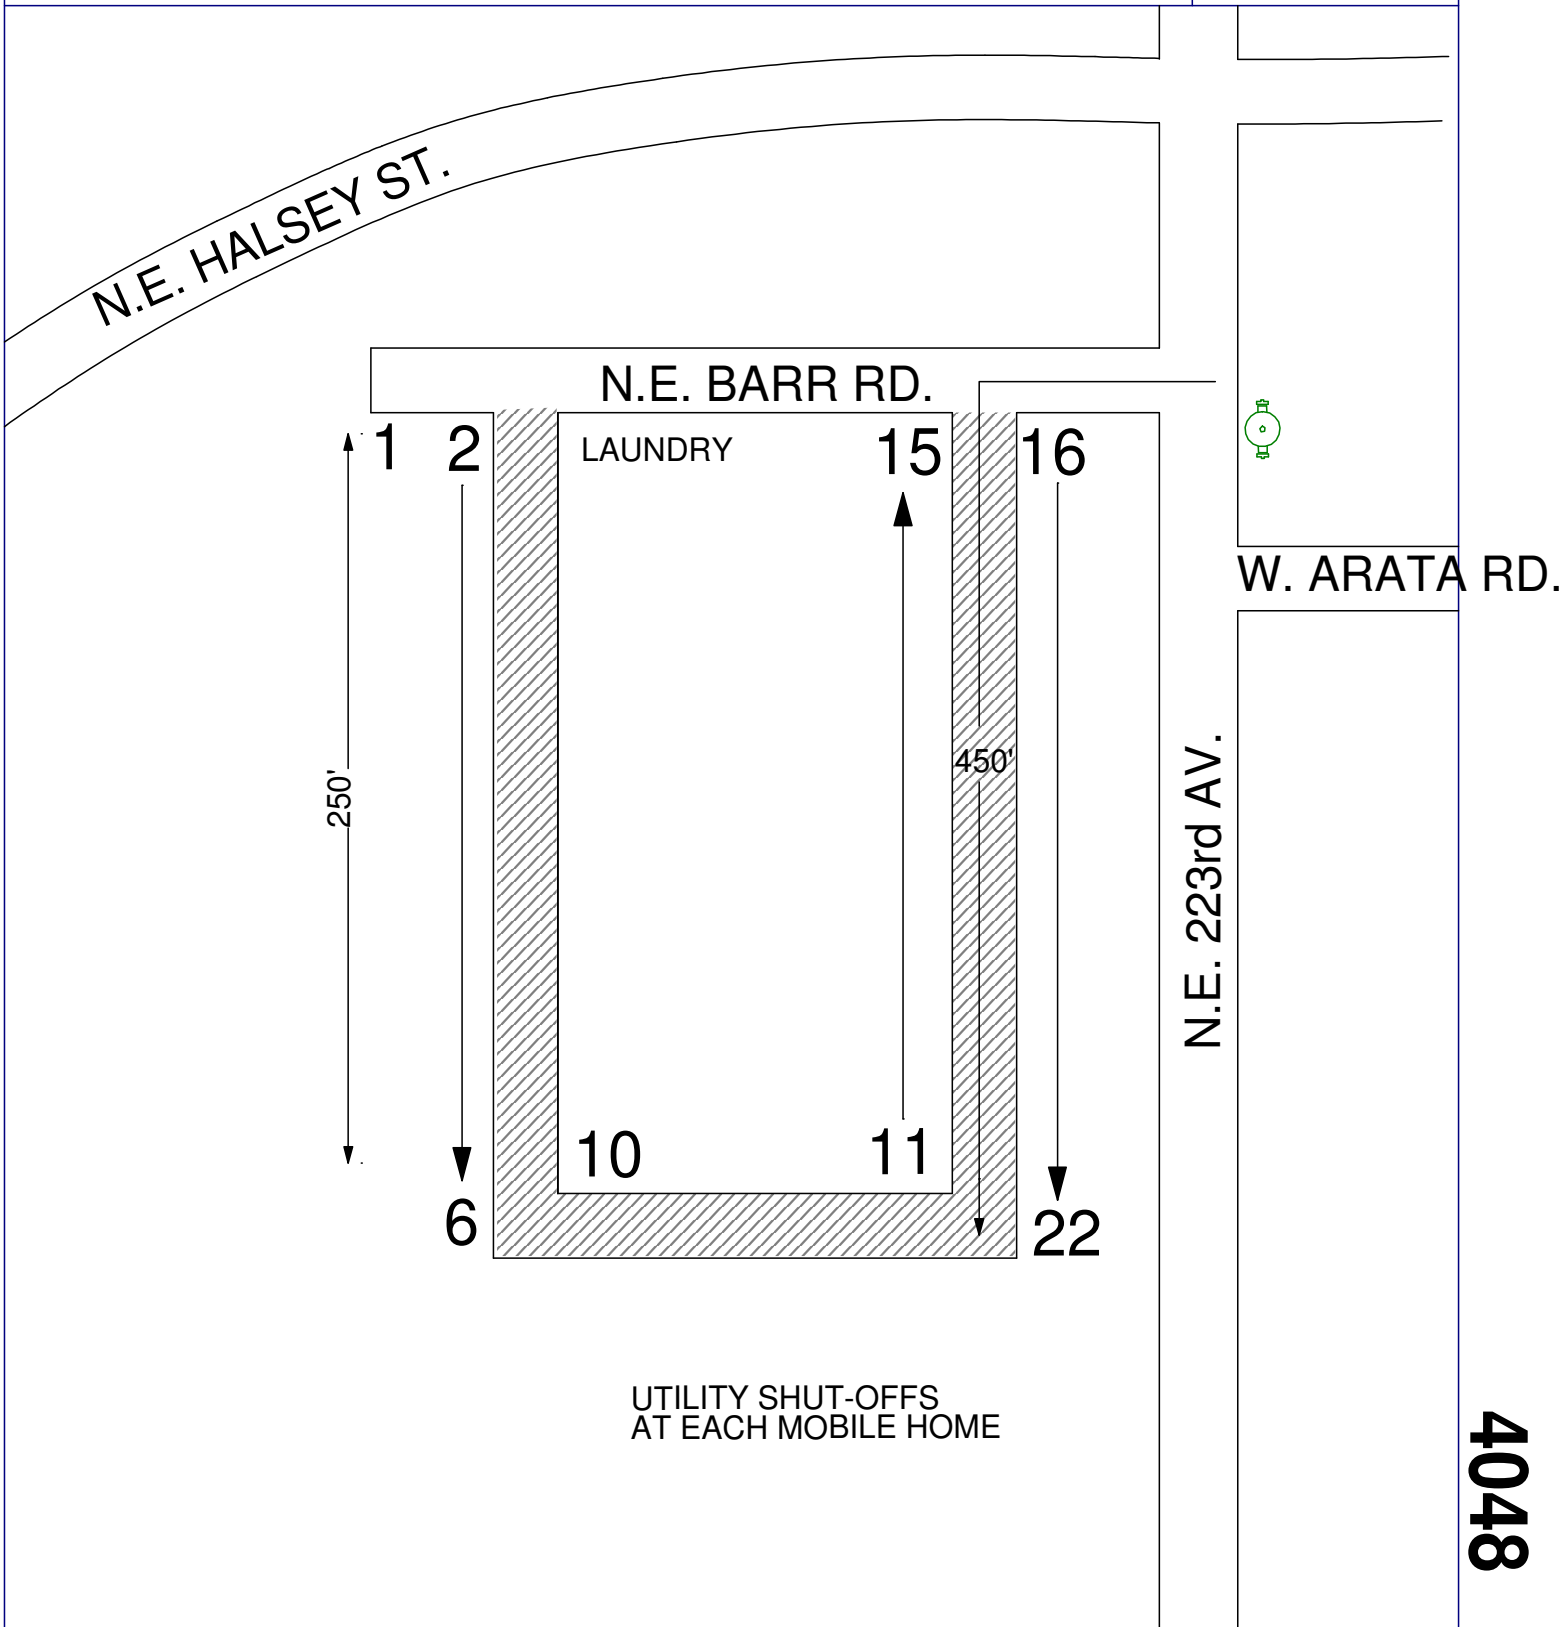 N.E. HALSEY ST.
N.E. BARR RD.
1
2
LAUNDRY
15
16
W. ARATA RD.
250'
450'
N.E. 223rd AV.
10
11
6
22
UTILITY SHUT-OFFS
AT EACH MOBILE HOME
4048